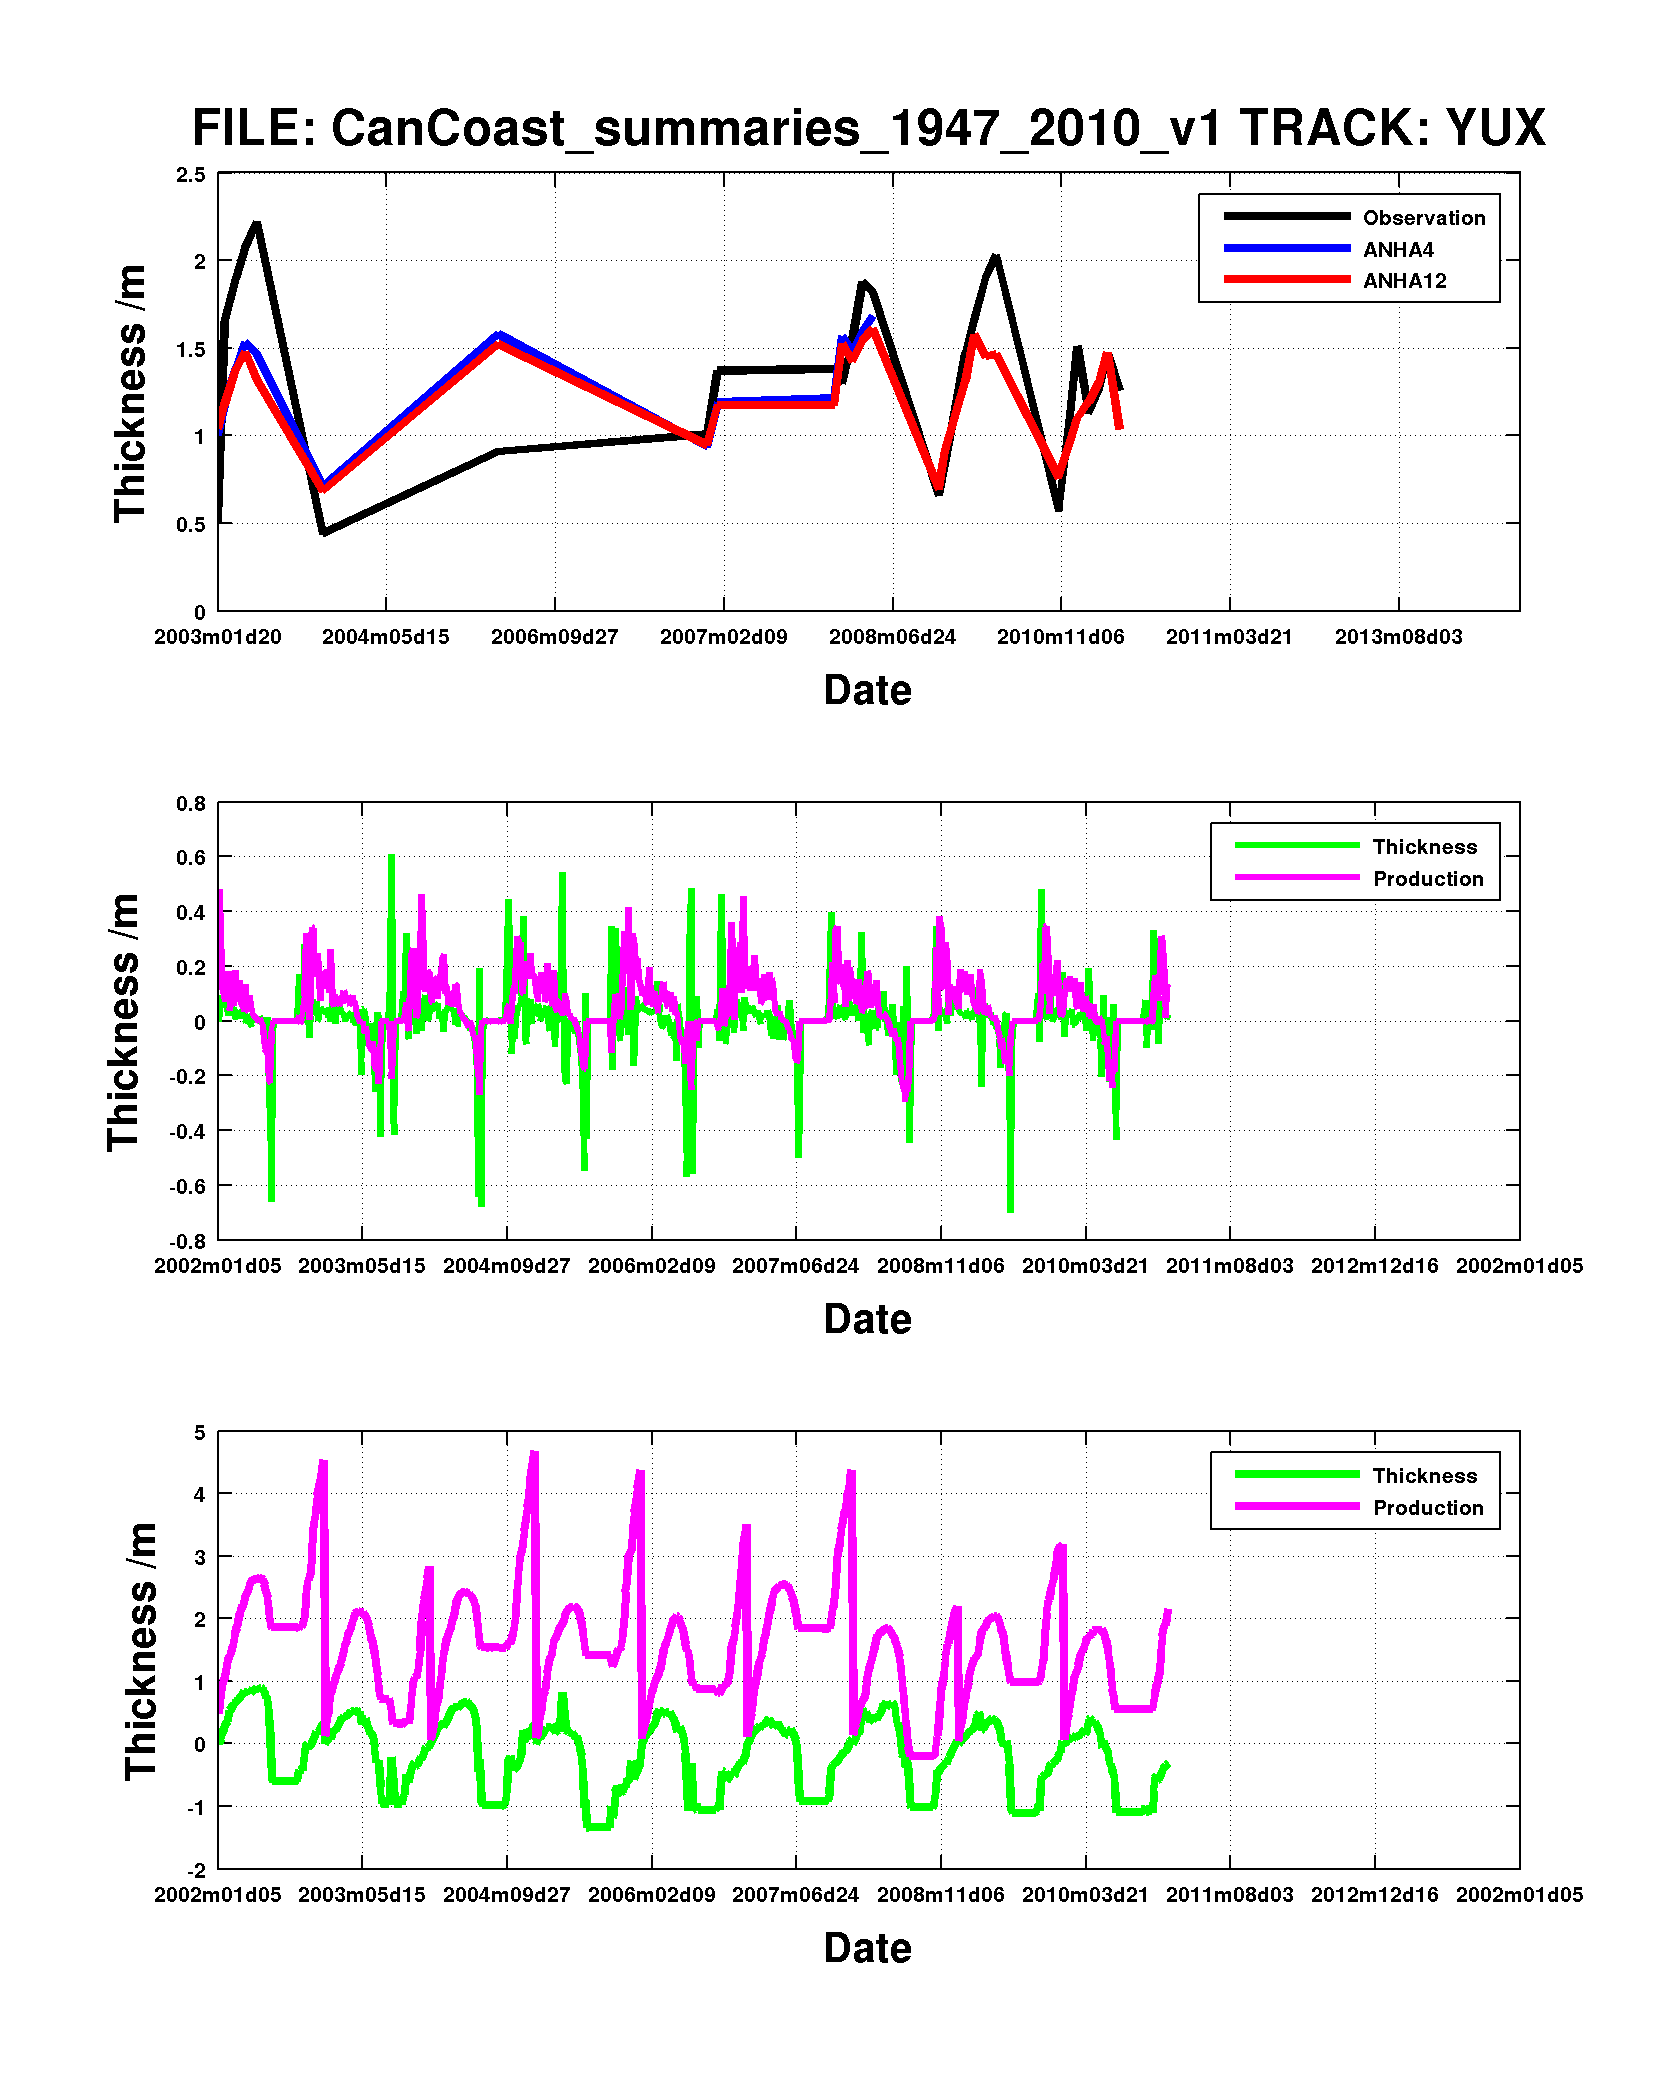 FILE: CanCoast_summaries_1947_2010_v1 TRACK: YUX
2.5
2
1.5
1
0.5
0
Thickness /m
Observation
ANHA4
ANHA12
2003m01d20 2004m05d15 2006m09d27 2007m02d09 2008m06d24 2010m11d06 2011m03d21 2013m08d03
Date
0.8
0.6
0.4
0.2
0
-0.2
-0.4
-0.6
-0.8
Thickness /m
Thickness
Production
2002m01d05 2003m05d15 2004m09d27 2006m02d09 2007m06d24 2008m11d06 2010m03d21 2011m08d03 2012m12d16 2002m01d05
Date
5
4
3
2
1
0
-1
-2
Thickness /m
Thickness
Production
2002m01d05 2003m05d15 2004m09d27 2006m02d09 2007m06d24 2008m11d06 2010m03d21 2011m08d03 2012m12d16 2002m01d05
Date